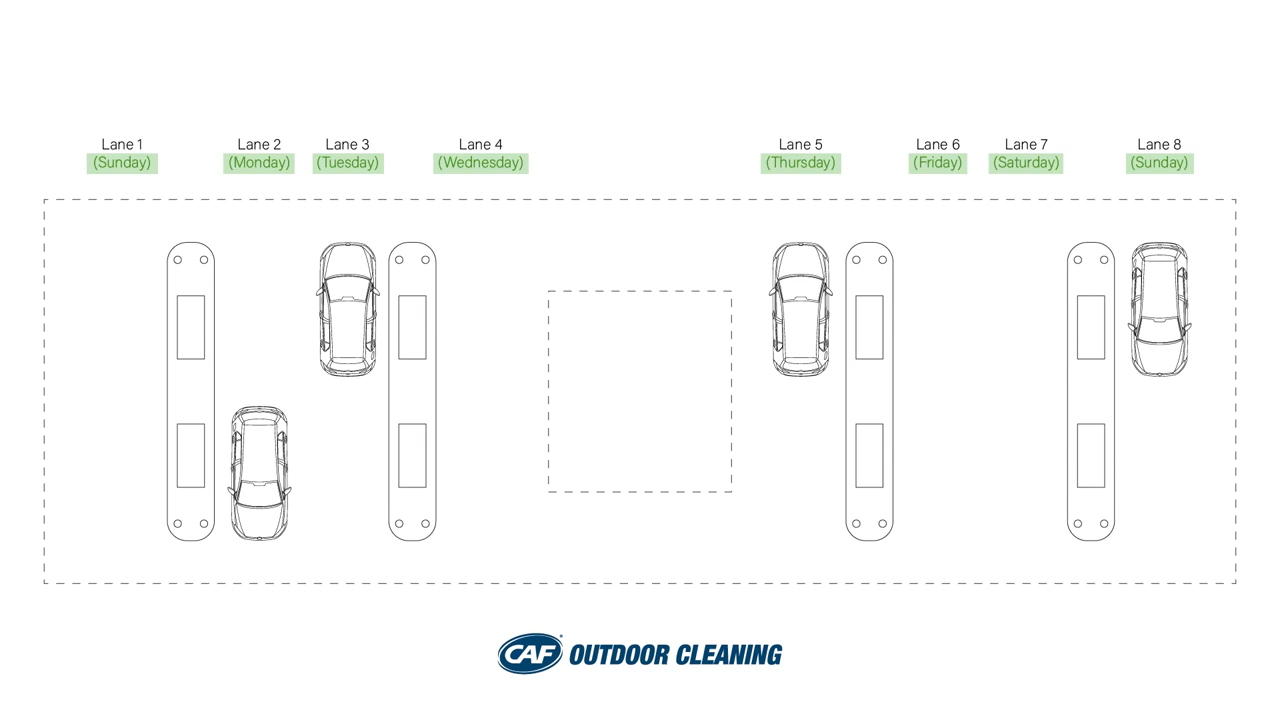 Lane 1 Lane 2 Lane 3 Lane 4 Lane 5 Lane 6 Lane 7 Lane 8
(Sunday) (Monday) (Tuesday) (Wednesday) (Thursday) (Friday) (Saturday) (Sunday)
CAF OUTDOOR CLEANING